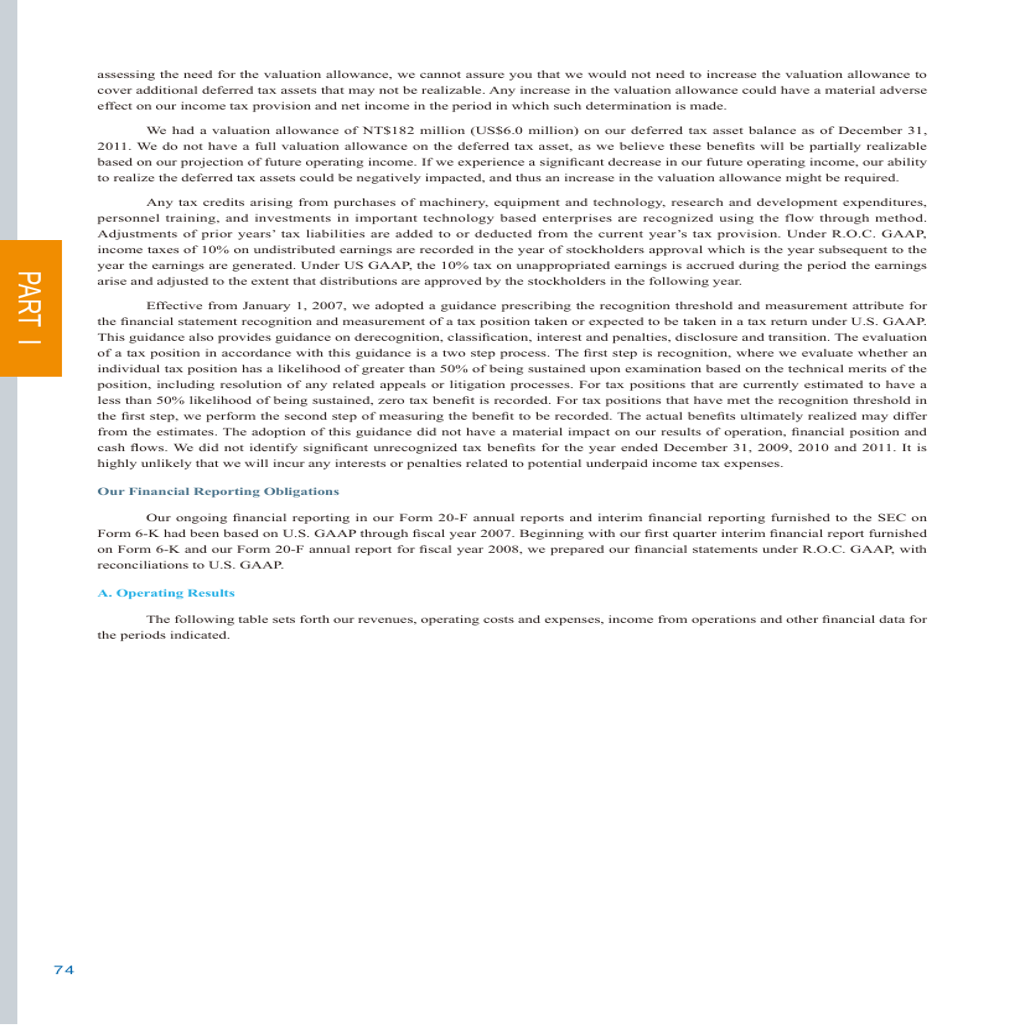 assessing the need for the valuation allowance, we cannot assure you that we would not need to increase the valuation allowance to
cover additional deferred tax assets that may not be realizable. Any increase in the valuation allowance could have a material adverse
effect on our income tax provision and net income in the period in which such determination is made.
We had a valuation allowance of NT$182 million (US$6.0 million) on our deferred tax asset balance as of December 31,
2011. We do not have a full valuation allowance on the deferred tax asset, as we believe these benefits will be partially realizable
based on our projection of future operating income. If we experience a significant decrease in our future operating income, our ability
to realize the deferred tax assets could be negatively impacted, and thus an increase in the valuation allowance might be required.
Any tax credits arising from purchases of machinery, equipment and technology, research and development expenditures,
personnel training, and investments in important technology based enterprises are recognized using the flow through method.
Adjustments of prior years’ tax liabilities are added to or deducted from the current year’s tax provision. Under R.O.C. GAAP,
income taxes of 10% on undistributed earnings are recorded in the year of stockholders approval which is the year subsequent to the
year the earnings are generated. Under US GAAP, the 10% tax on unappropriated earnings is accrued during the period the earnings
arise and adjusted to the extent that distributions are approved by the stockholders in the following year.
PART I
Effective from January 1, 2007, we adopted a guidance prescribing the recognition threshold and measurement attribute for
the financial statement recognition and measurement of a tax position taken or expected to be taken in a tax return under U.S. GAAP.
This guidance also provides guidance on derecognition, classification, interest and penalties, disclosure and transition. The evaluation
of a tax position in accordance with this guidance is a two step process. The first step is recognition, where we evaluate whether an
individual tax position has a likelihood of greater than 50% of being sustained upon examination based on the technical merits of the
position, including resolution of any related appeals or litigation processes. For tax positions that are currently estimated to have a
less than 50% likelihood of being sustained, zero tax benefit is recorded. For tax positions that have met the recognition threshold in
the first step, we perform the second step of measuring the benefit to be recorded. The actual benefits ultimately realized may differ
from the estimates. The adoption of this guidance did not have a material impact on our results of operation, financial position and
cash flows. We did not identify significant unrecognized tax benefits for the year ended December 31, 2009, 2010 and 2011. It is
highly unlikely that we will incur any interests or penalties related to potential underpaid income tax expenses.
Our Financial Reporting Obligations
Our ongoing financial reporting in our Form 20-F annual reports and interim financial reporting furnished to the SEC on
Form 6-K had been based on U.S. GAAP through fiscal year 2007. Beginning with our first quarter interim financial report furnished
on Form 6-K and our Form 20-F annual report for fiscal year 2008, we prepared our financial statements under R.O.C. GAAP, with
reconciliations to U.S. GAAP.
A. Operating Results
The following table sets forth our revenues, operating costs and expenses, income from operations and other financial data for
the periods indicated.
74